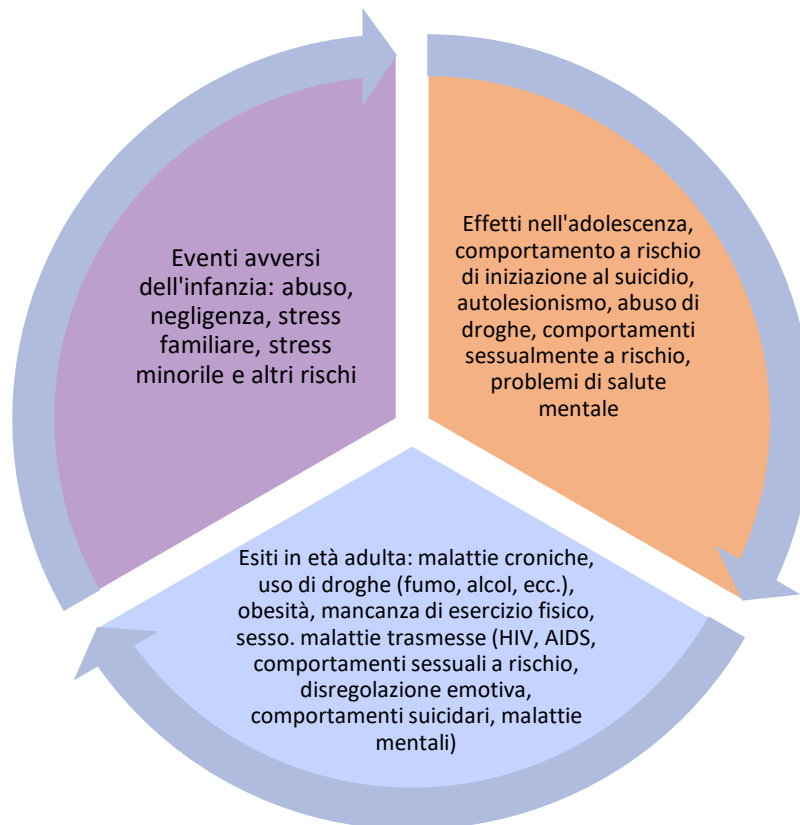 Eventi avversi
dell'infanzia: abuso,
negligenza, stress
familiare, stress
minorile e altri rischi
Effetti nell'adolescenza,
comportamento a rischio
di iniziazione al suicidio,
autolesionismo, abuso di
droghe, comportamenti
sessualmente a rischio,
problemi di salute
mentale
Esiti in età adulta: malattie croniche,
uso di droghe (fumo, alcol, ecc.),
obesità, mancanza di esercizio fisico,
sesso. malattie trasmesse (HIV, AIDS,
comportamenti sessuali a rischio,
disregolazione emotiva,
comportamenti suicidari, malattie
mentali)